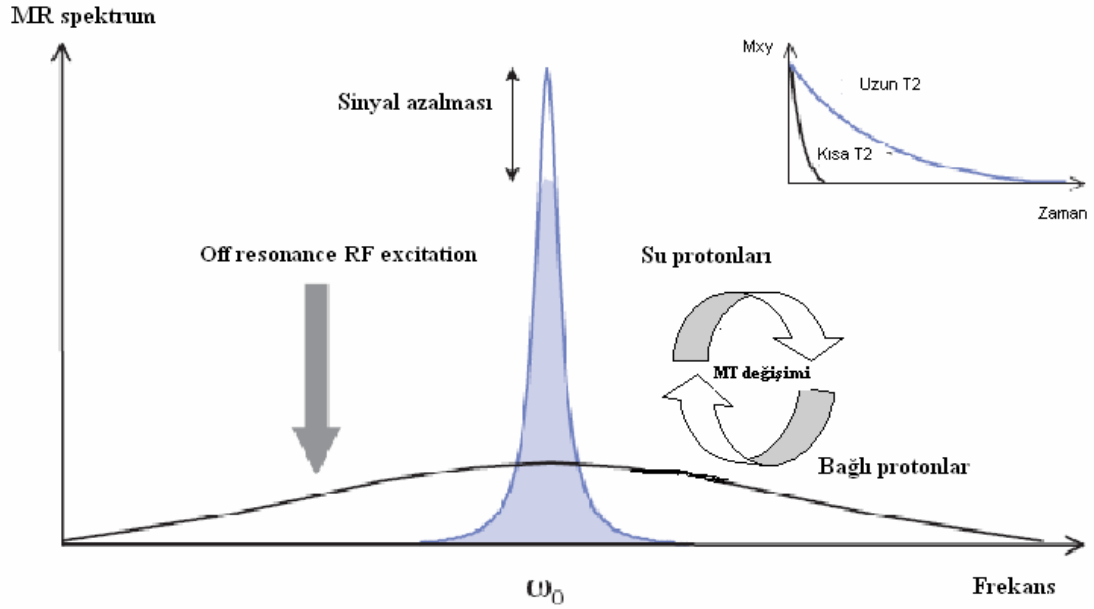 MR spektrum
Mxy
Uzun T2
Sinyal azalması
Kısa T2
Zaman
Off resonance RF excitation
Su protonları
MT değişimi
Bağlı protonlar
ω0
Frekans